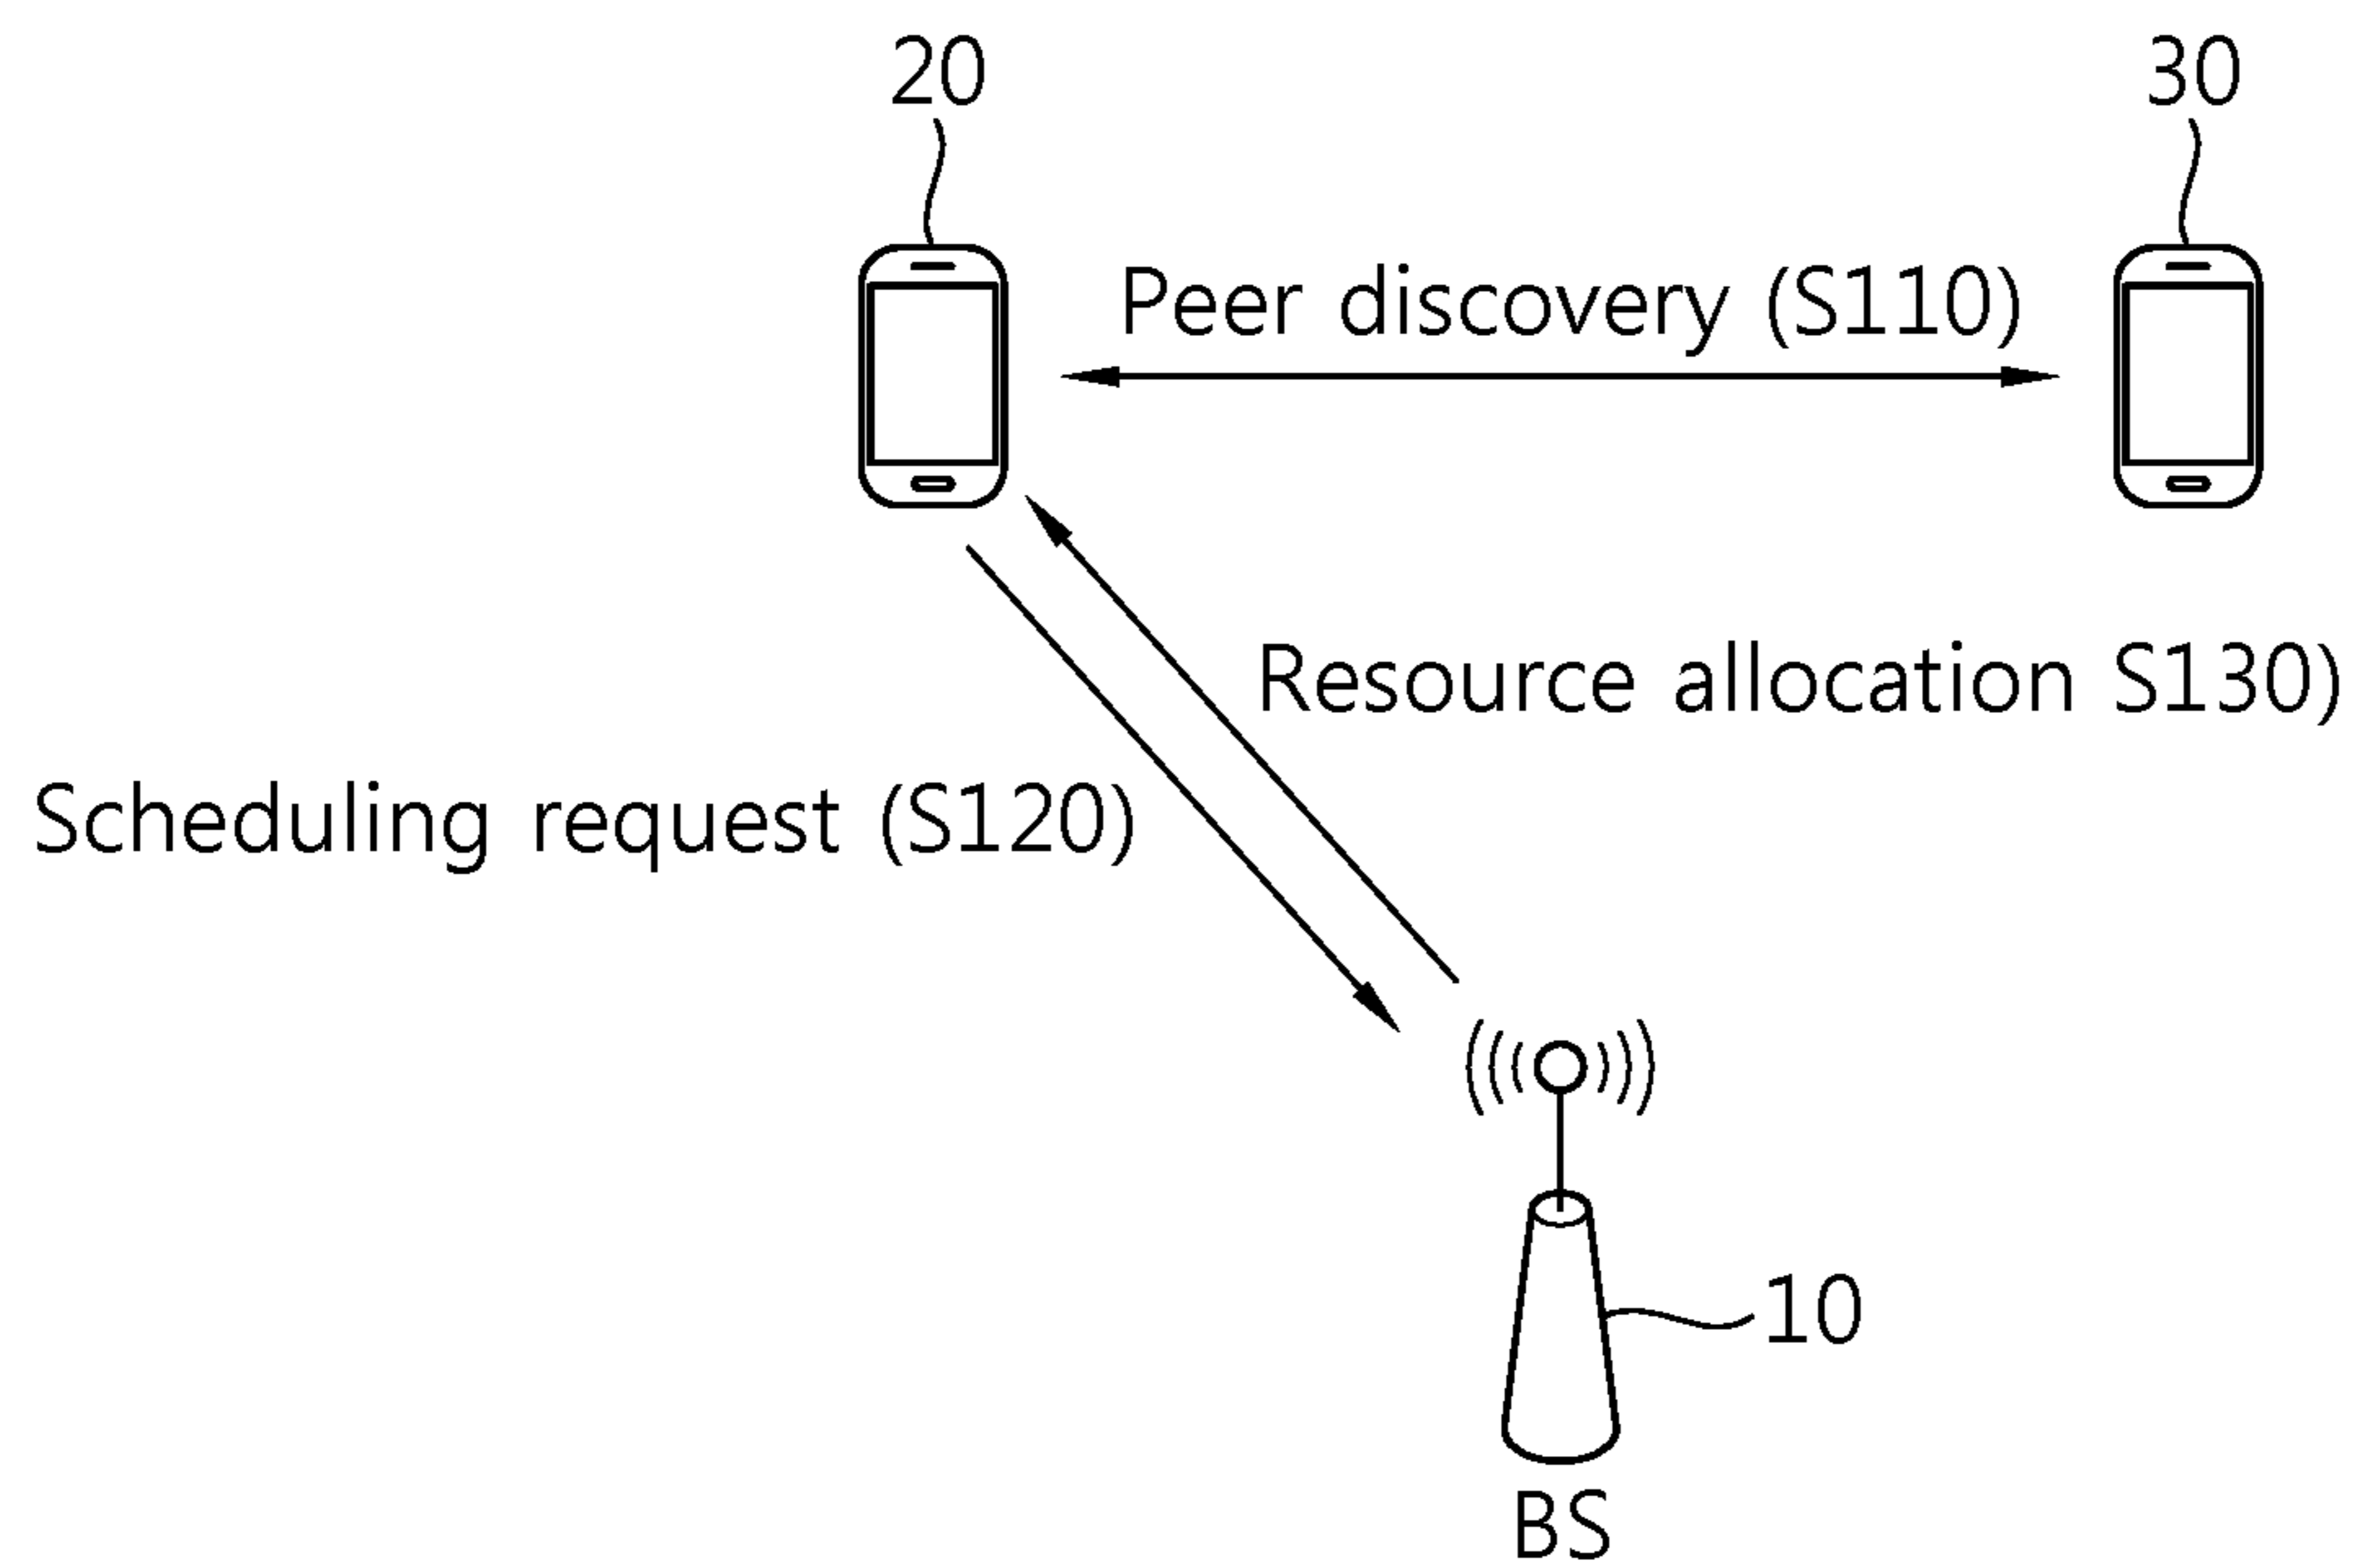 20
30
Peer discovery (S110)
Resource allocation S130)
Scheduling request (S120)
10
BS